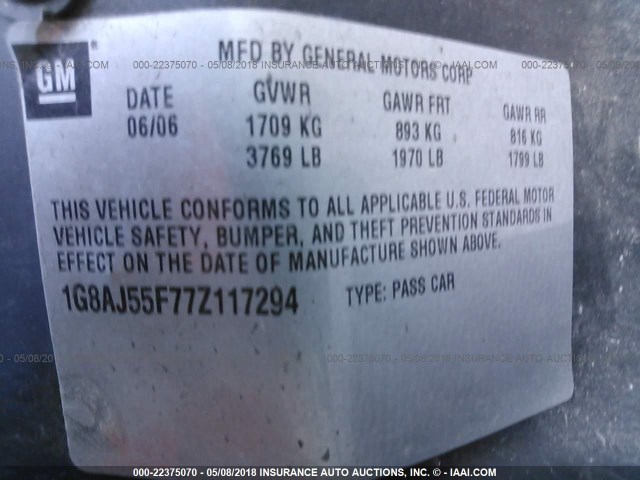 GM
®
MFD BY GENERAL MOTORS CORP
DATE GVWR GAWR FRT GAWR RR
06/06 1709 KG 893 KG 816 KG
3769 LB 1970 LB 1799 LB
THIS VEHICLE CONFORMS TO ALL APPLICABLE U.S. FEDERAL MOTOR
VEHICLE SAFETY, BUMPER, AND THEFT PREVENTION STANDARDS IN
EFFECT ON THE DATE OF MANUFACTURE SHOWN ABOVE.
1G8AJ55F77Z117294 TYPE: PASS CAR
000-22375070 - 05/08/2018 INSURANCE AUTO AUCTIONS, INC. - © - IAAI.COM